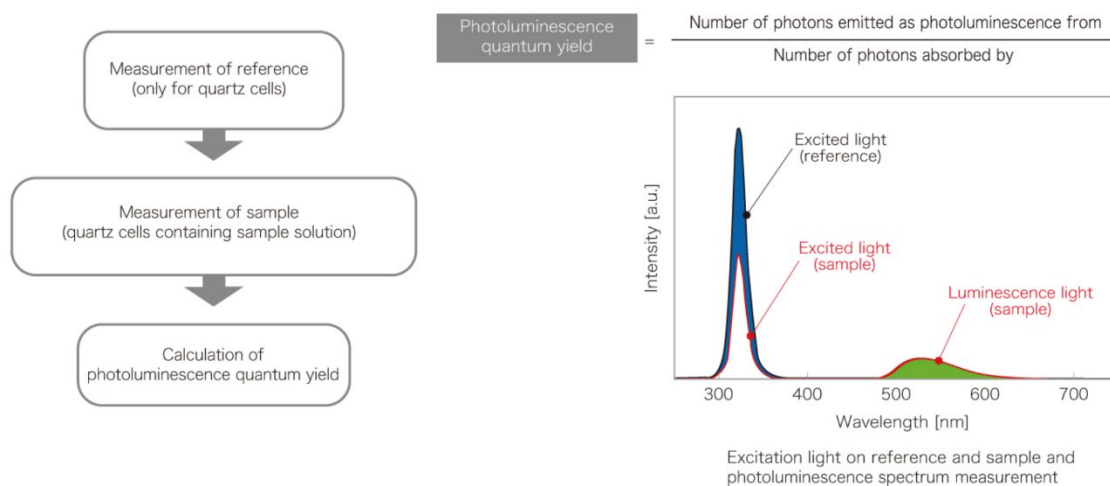 Measurement of reference
(only for quartz cells)
Measurement of sample
(quartz cells containing sample solution)
Calculation of
photoluminescence quantum yield
Photoluminescence
quantum yield
=
Number of photons emitted as photoluminescence from
Number of photons absorbed by
Intensity [a.u.]
Excited light
(reference)
Excited light
(sample)
Luminescence light
(sample)
300 400 500 600 700
Wavelength [nm]
Excitation light on reference and sample and
photoluminescence spectrum measurement